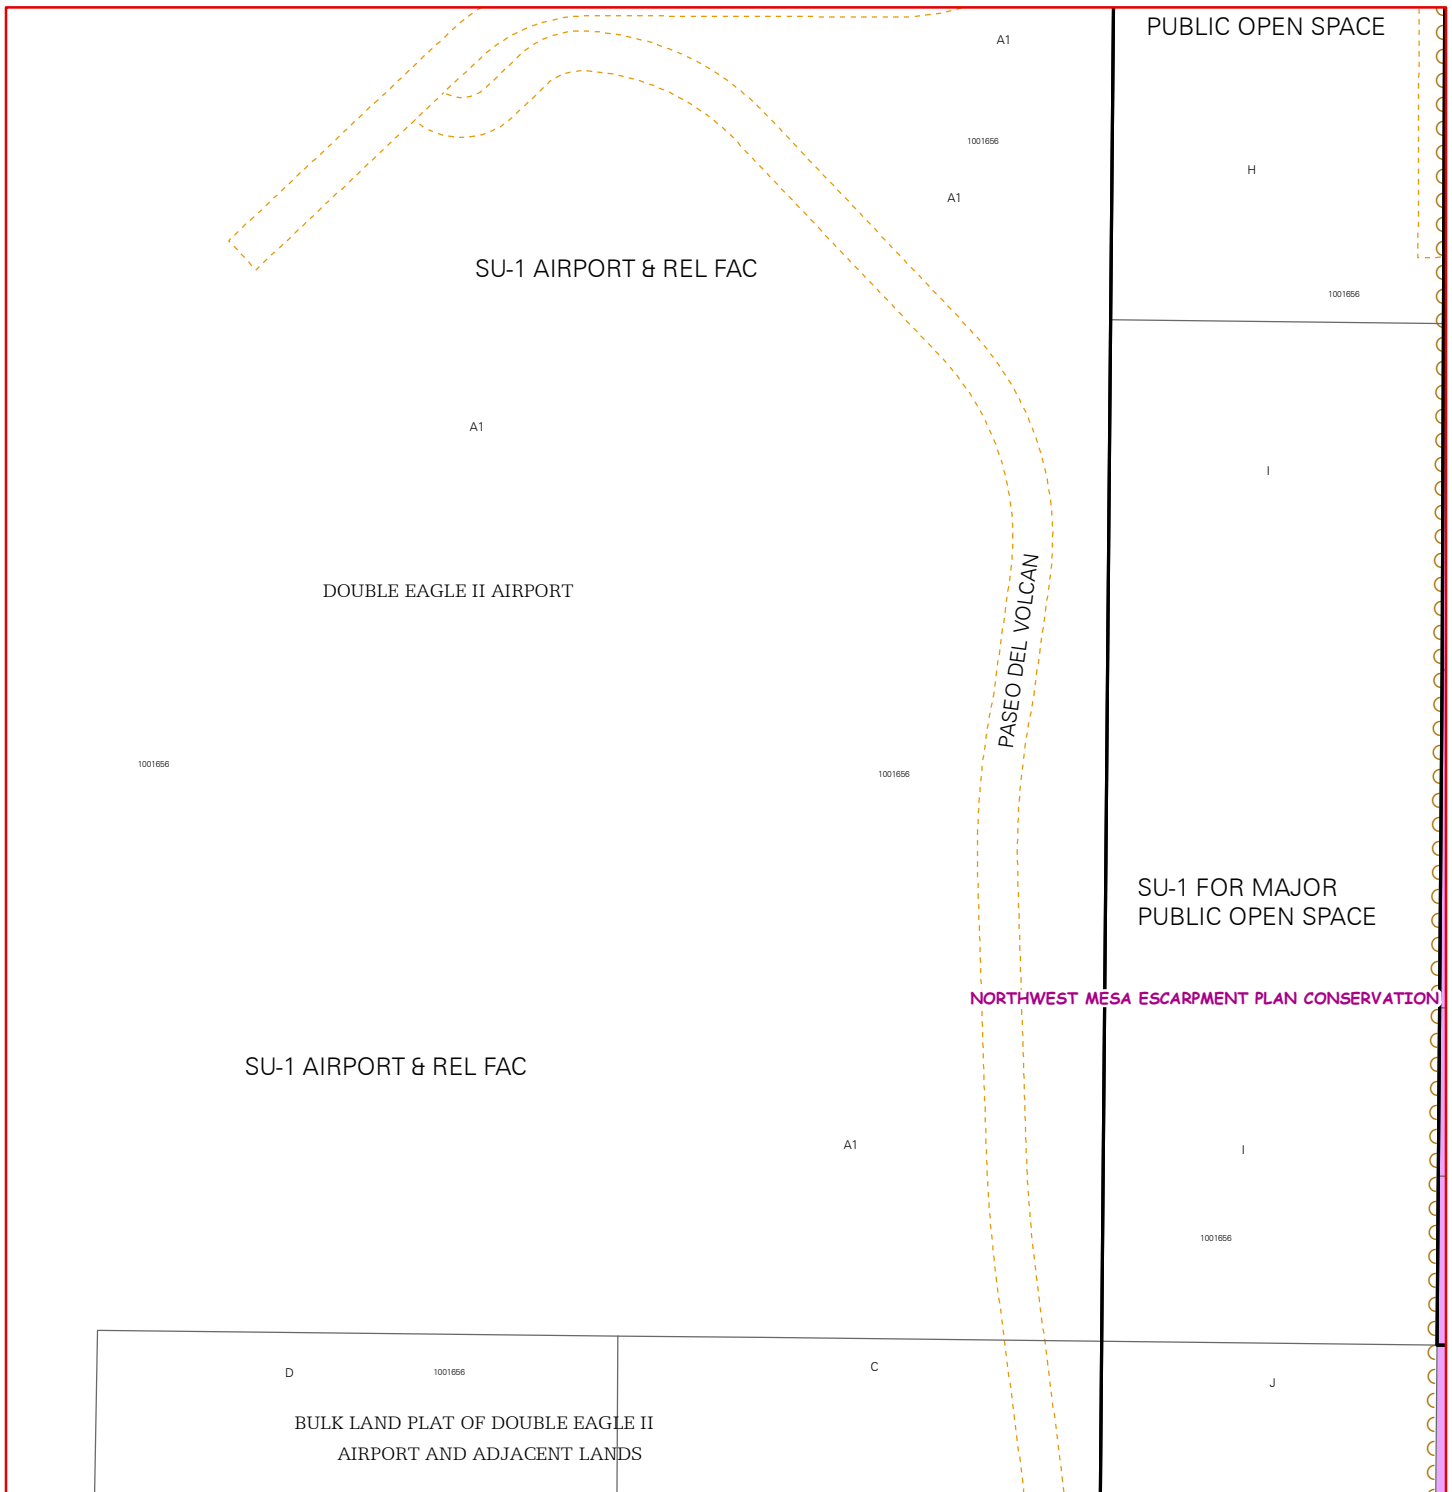 PUBLIC OPEN SPACE
A1
1001656
H
A1
SU-1 AIRPORT & REL FAC
1001656
A1
I
DOUBLE EAGLE II AIRPORT
PASEO DEL VOLCAN
1001656
1001656
SU-1 FOR MAJOR
PUBLIC OPEN SPACE
NORTHWEST MESA ESCARPMENT PLAN CONSERVATION
SU-1 AIRPORT & REL FAC
A1
I
1001656
D
1001656
C
J
BULK LAND PLAT OF DOUBLE EAGLE II
AIRPORT AND ADJACENT LANDS